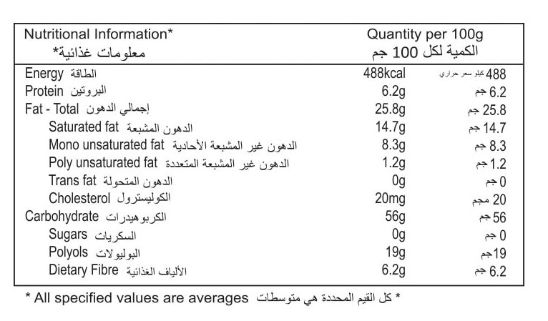 Nutritional Information* Quantity per 100g
معلومات غذائية* الكمية لكل 100 جم
Energy الطاقة 488kcal 488 كيلو سعر حراري
Protein البروتين 6.2g 6.2 جم
Fat - Total إجمالي الدهون 25.8g 25.8 جم
Saturated fat الدهون المشبعة 14.7g 14.7 جم
Mono unsaturated fat الدهون غير المشبعة الأحادية 8.3g 8.3 جم
Poly unsaturated fat الدهون غير المشبعة المتعددة 1.2g 1.2 جم
Trans fat الدهون المتحولة 0g 0 جم
Cholesterol الكوليسترول 20mg 20 مجم
Carbohydrate الكربوهيدرات 56g 56 جم
Sugars السكريات 0g 0 جم
Polyols البوليولات 19g 19 جم
Dietary Fibre الألياف الغذائية 6.2g 6.2 جم
* All specified values are averages كل القيم المحددة هي متوسطات *